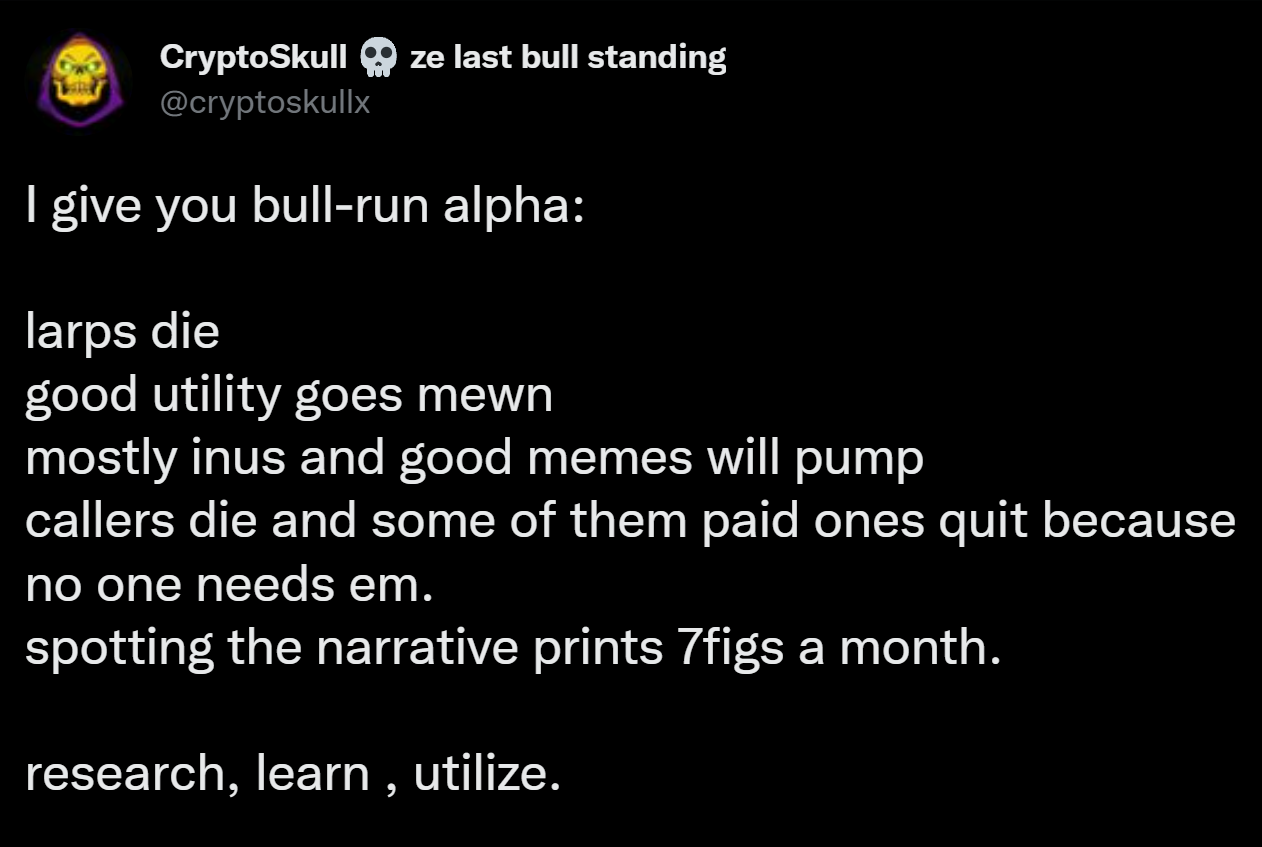 CryptoSkull 💀 ze last bull standing
@cryptoskullx
I give you bull-run alpha:
larps die
good utility goes mewn
mostly inus and good memes will pump
callers die and some of them paid ones quit because
no one needs em.
spotting the narrative prints 7figs a month.
research, learn , utilize.